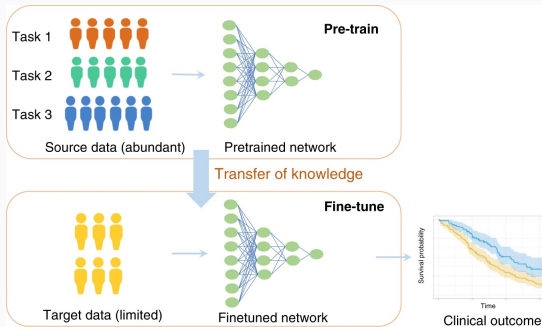 Pre-train
Task 1
Task 2
Task 3
Source data (abundant)
Pretrained network
Transfer of knowledge
Fine-tune
Target data (limited)
Finetuned network
Survival probability
Time
Clinical outcome